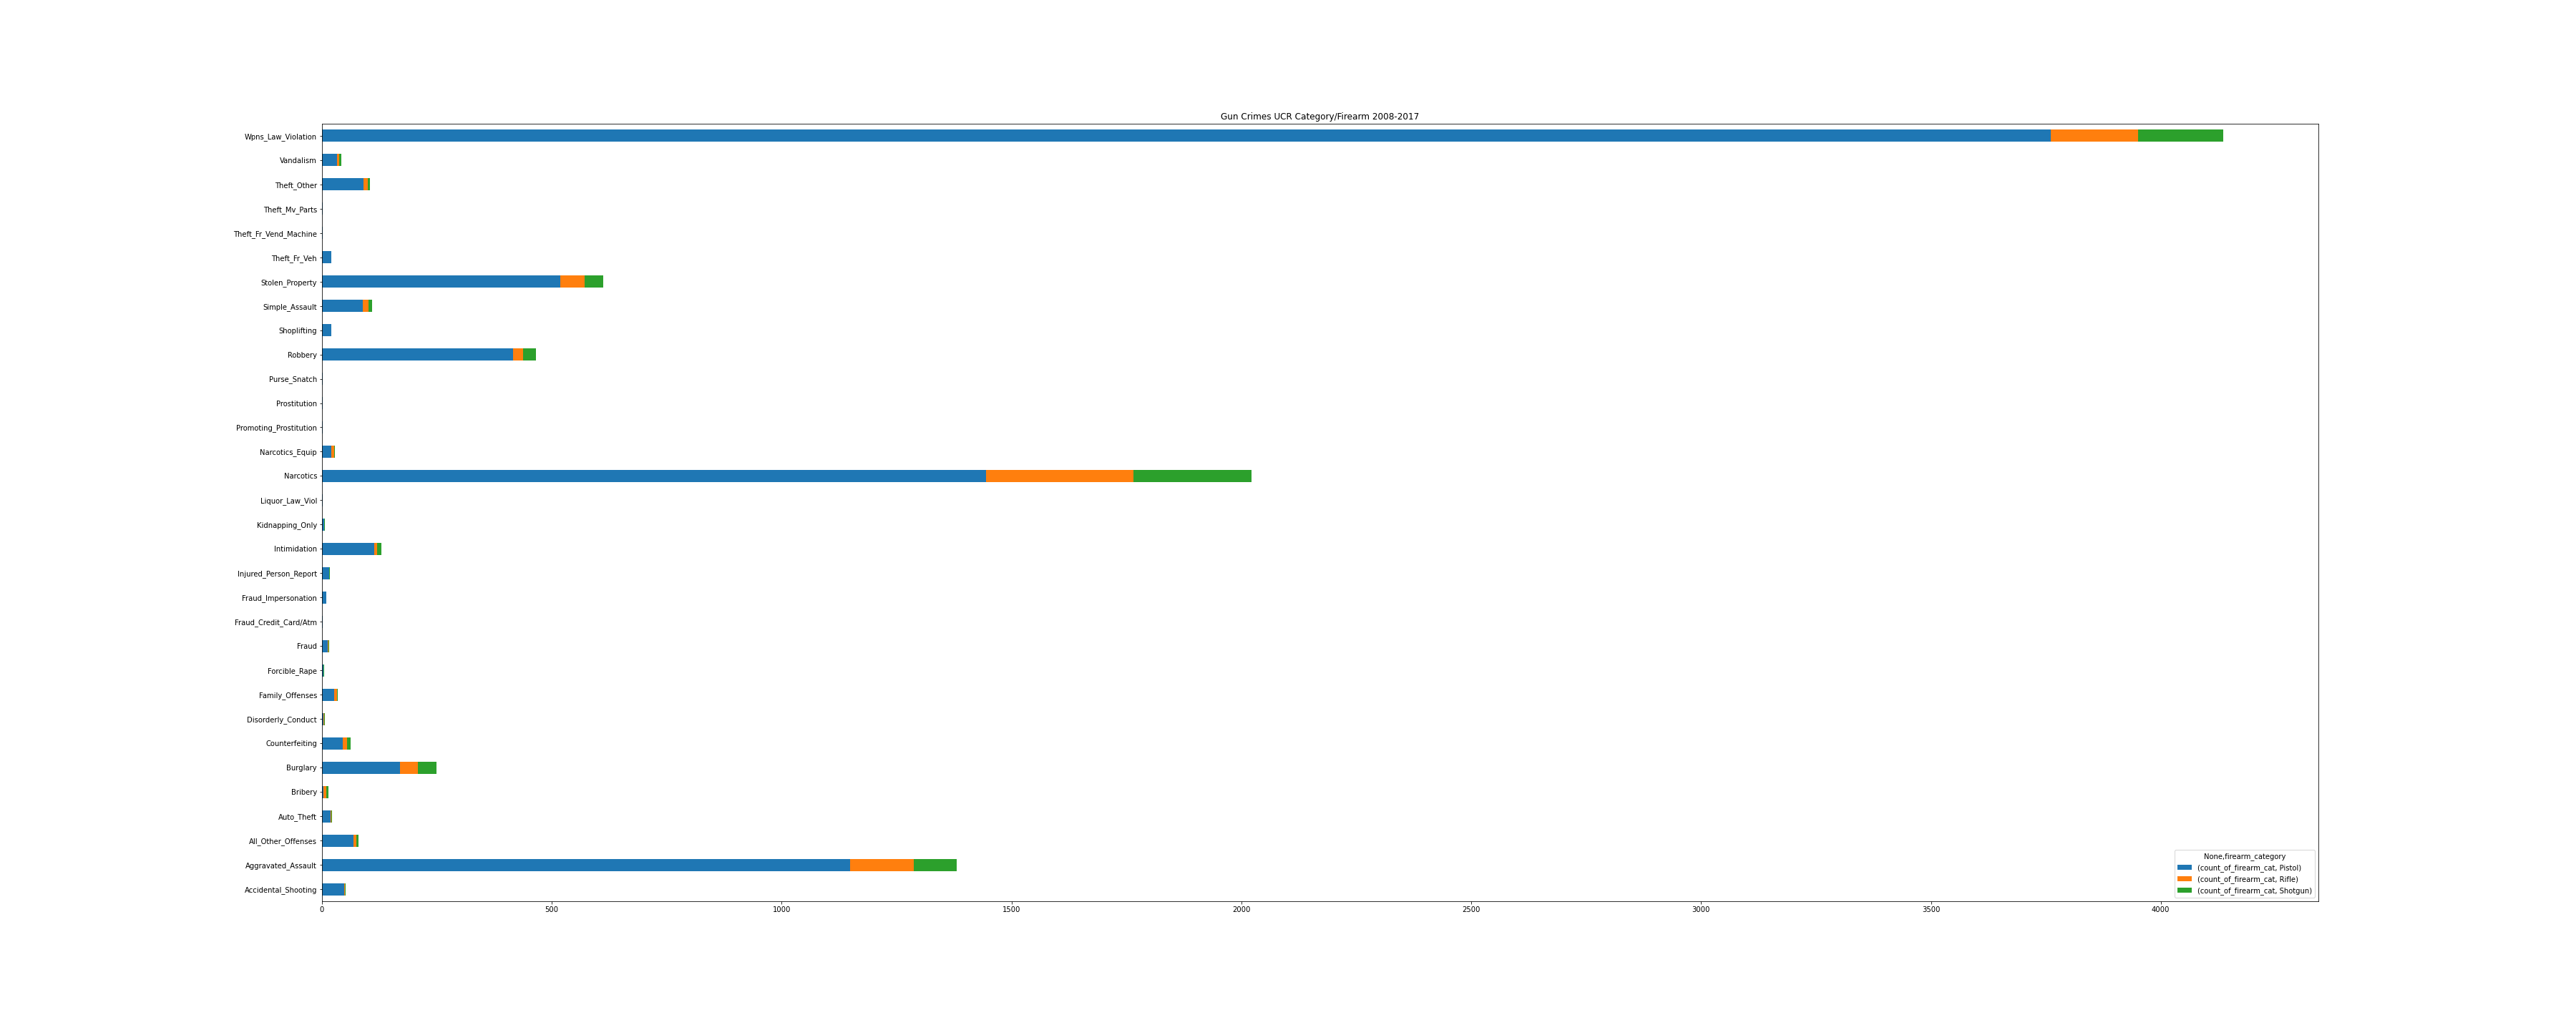 Gun Crimes UCR Category/Firearm 2008-2017
Wpns_Law_Violation
Vandalism
Theft_Other
Theft_Mv_Parts
Theft_Fr_Vend_Machine
Theft_Fr_Veh
Stolen_Property
Simple_Assault
Shoplifting
Robbery
Purse_Snatch
Prostitution
Promoting_Prostitution
Narcotics_Equip
Narcotics
Liquor_Law_Viol
Kidnapping_Only
Intimidation
Injured_Person_Report
Fraud_Impersonation
Fraud_Credit_Card/Atm
Fraud
Forcible_Rape
Family_Offenses
Disorderly_Conduct
Counterfeiting
Burglary
Bribery
Auto_Theft
All_Other_Offenses
Aggravated_Assault
Accidental_Shooting
None,firearm_category
(count_of_firearm_cat, Pistol)
(count_of_firearm_cat, Rifle)
(count_of_firearm_cat, Shotgun)
0 500 1000 1500 2000 2500 3000 3500 4000